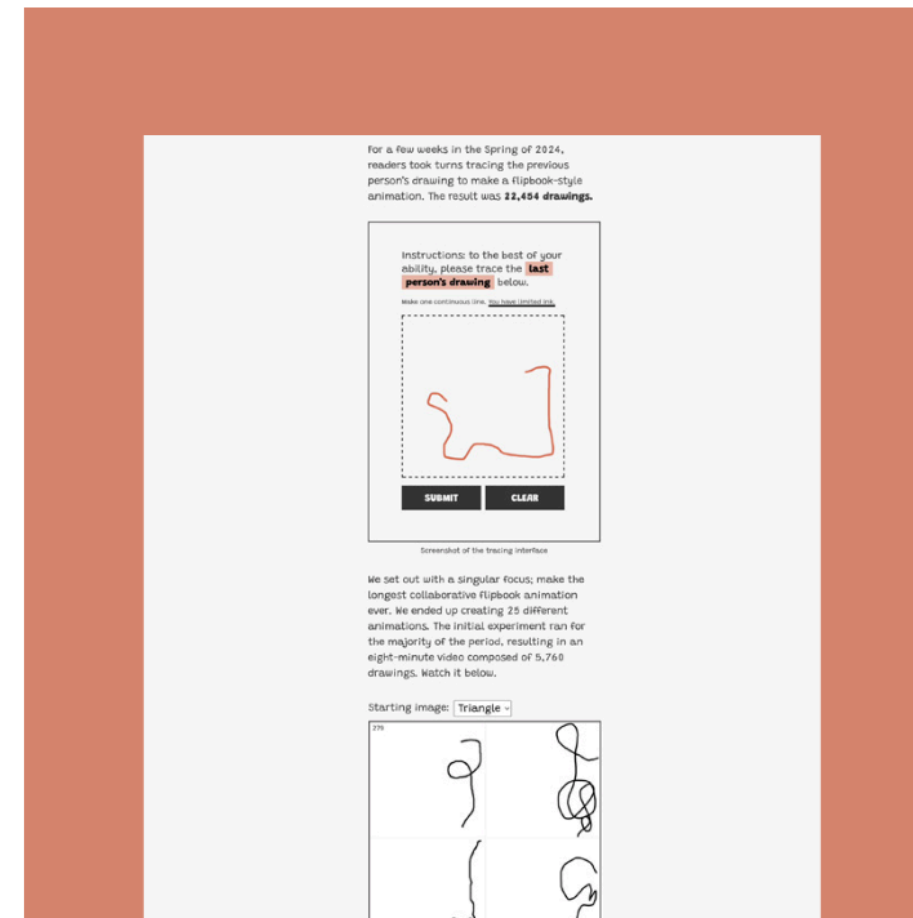 For a few weeks in the Spring of 2024,
readers took turns tracing the previous
person's drawing to make a flipbook-style
animation. The result was 22,454 drawings.
Instructions: to the best of your
ability, please trace the last
person's drawing below.
Make one continuous line. You have limited ink.
SUBMIT CLEAR
Screenshot of the tracing interface
We set out with a singular focus; make the
longest collaborative flipbook animation
ever. We ended up creating 25 different
animations. The initial experiment ran for
the majority of the period, resulting in an
eight-minute video composed of 5,760
drawings. Watch it below.
Starting image: Triangle